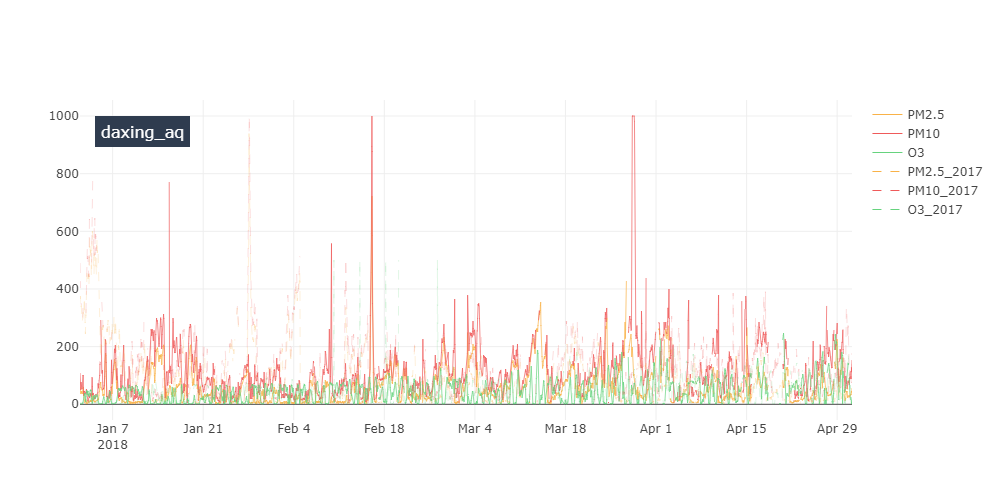 daxing_aq
1000
800
600
400
200
0
Jan 7
2018
Jan 21
Feb 4
Feb 18
Mar 4
Mar 18
Apr 1
Apr 15
Apr 29
PM2.5
PM10
O3
PM2.5_2017
PM10_2017
O3_2017